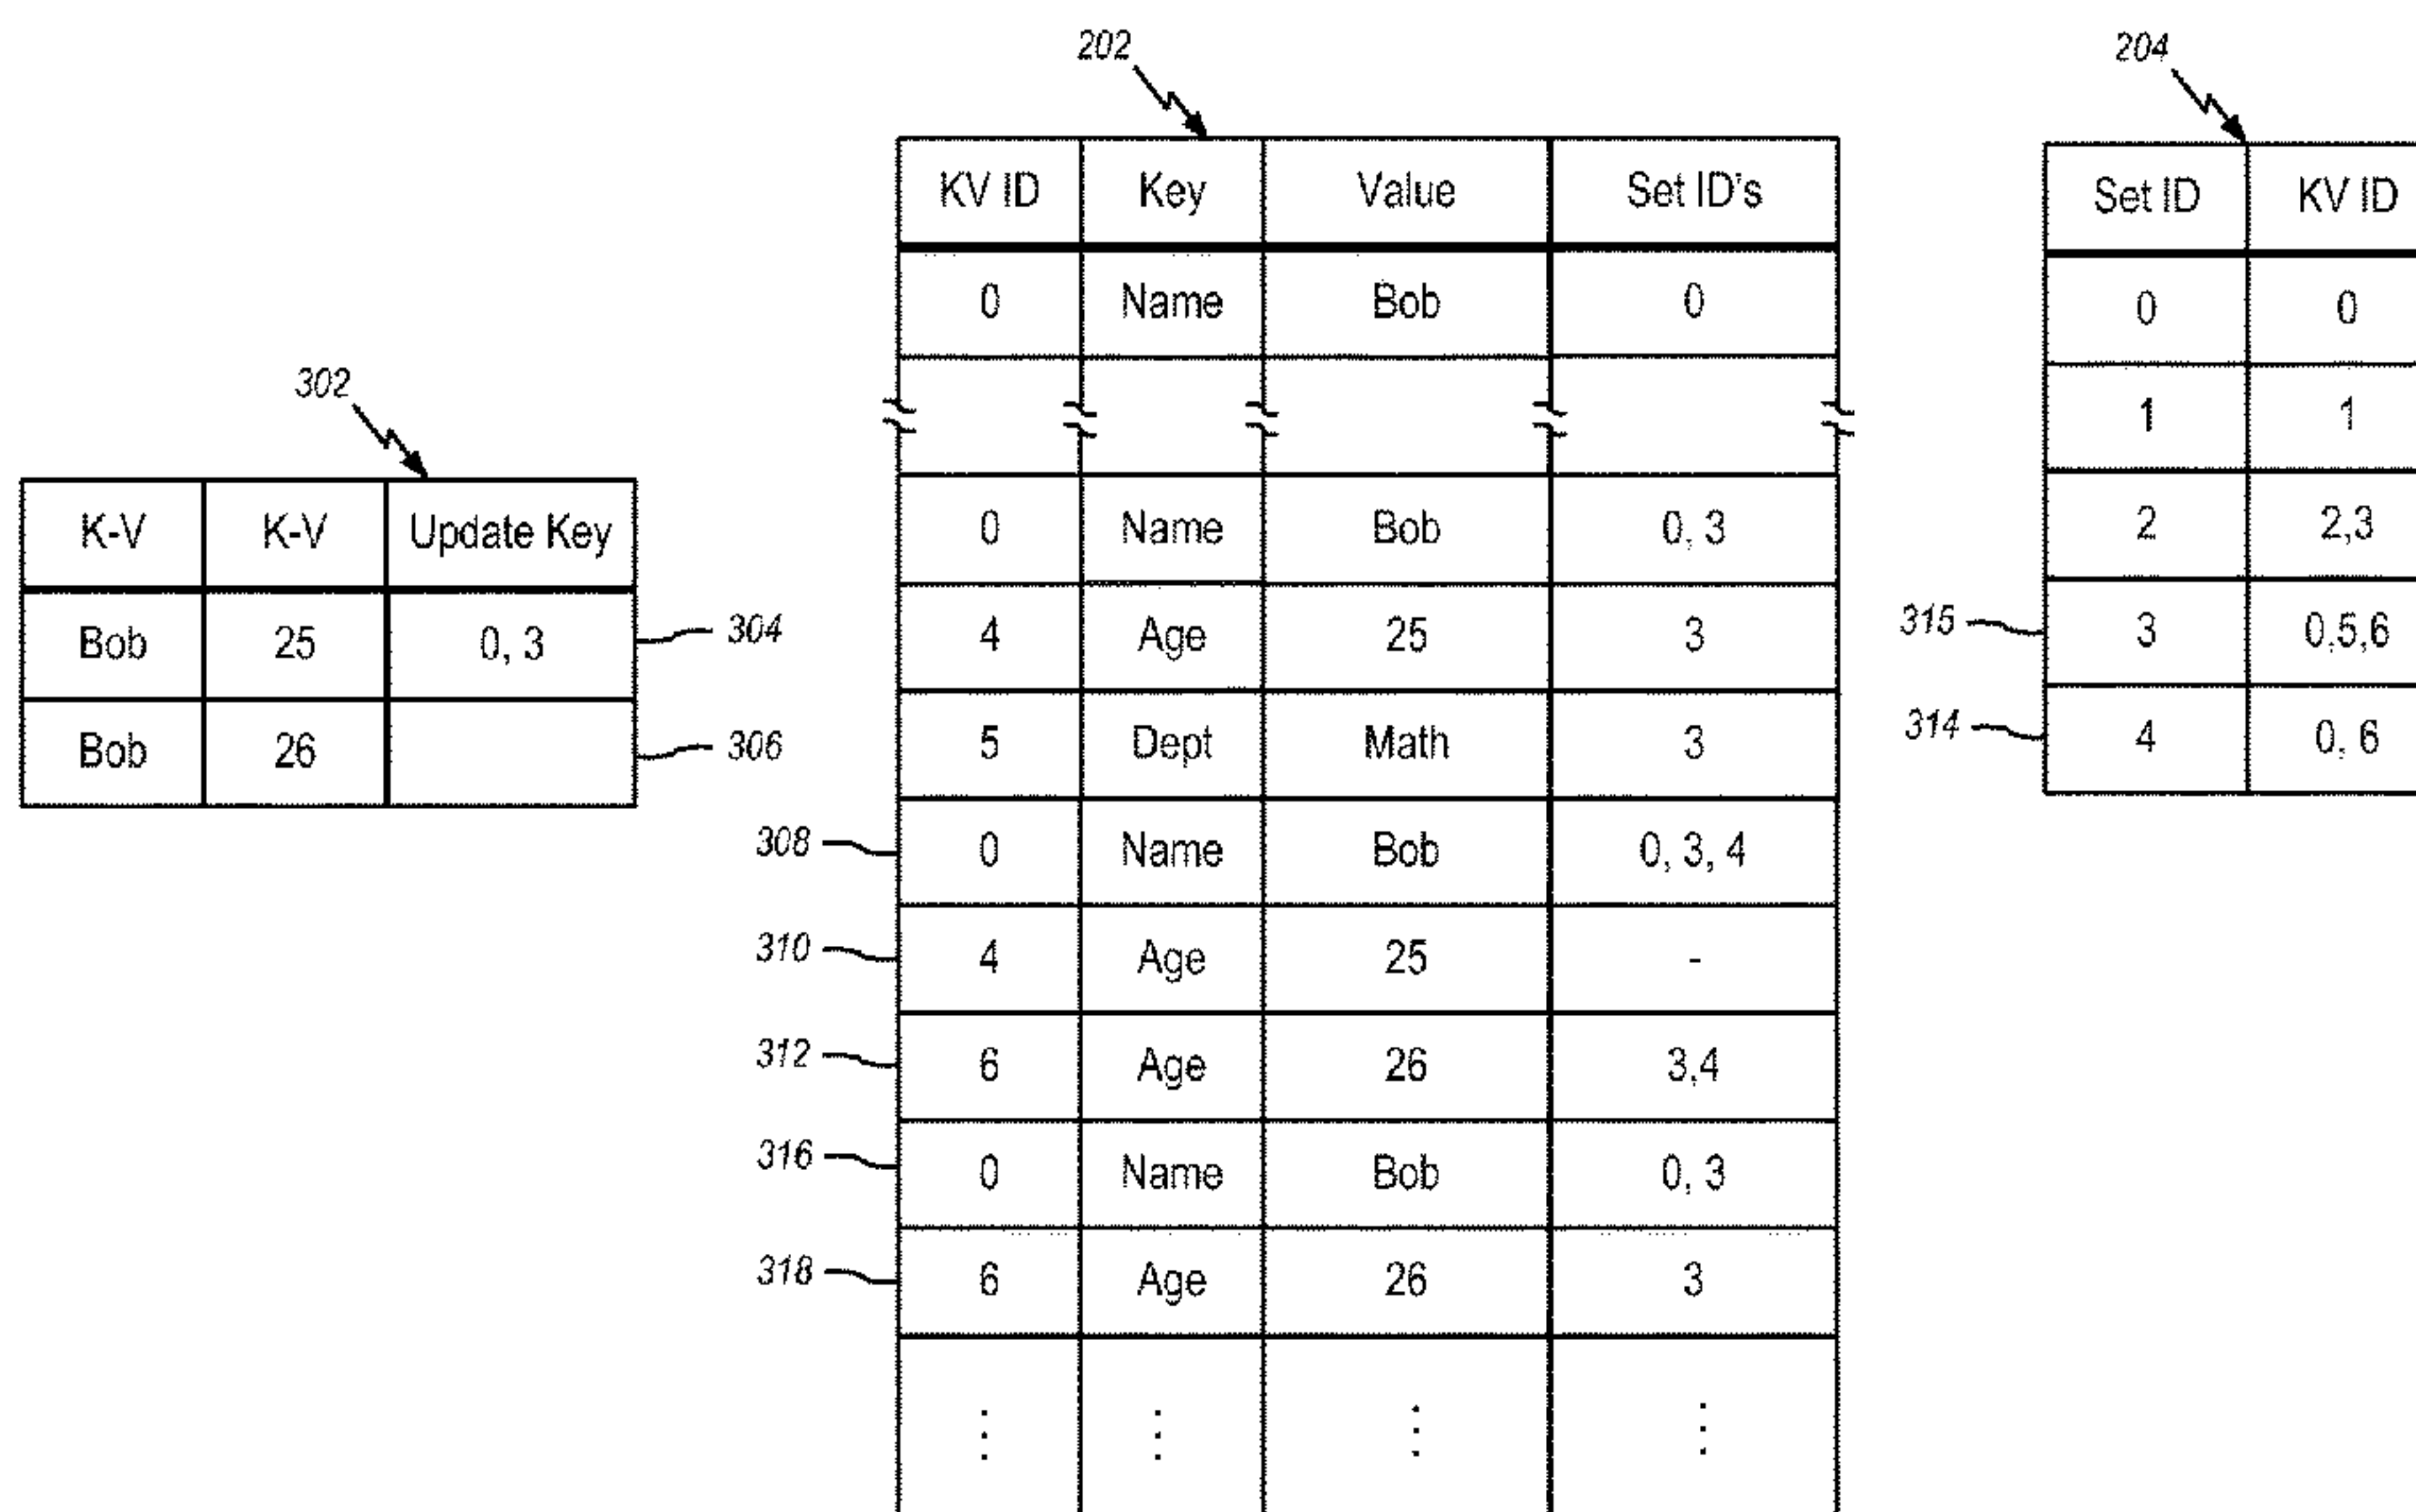 202
204
302
K-V K-V Update Key
Bob 25 0, 3 304
Bob 26 306
KV ID Key Value Set ID's
0 Name Bob 0
0 Name Bob 0, 3
4 Age 25 3
5 Dept Math 3
308 0 Name Bob 0, 3, 4
310 4 Age 25 -
312 6 Age 26 3,4
316 0 Name Bob 0, 3
318 6 Age 26 3
⋮ ⋮ ⋮ ⋮
Set ID KV ID
0 0
1 1
2 2,3
315 3 0,5,6
314 4 0, 6